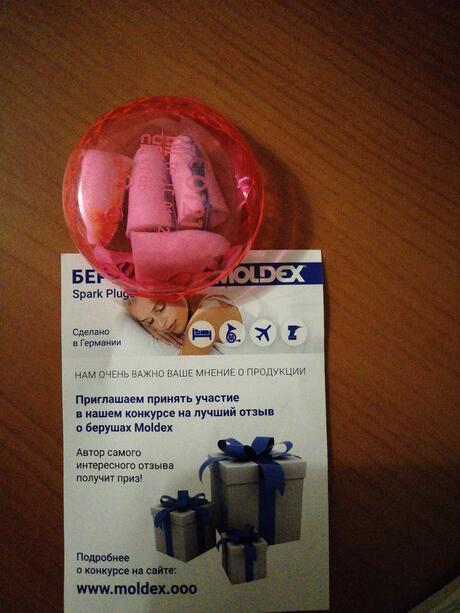 БЕР MOLDEX
Spark Plugs
Сделано
в Германии
НАМ ОЧЕНЬ ВАЖНО ВАШЕ МНЕНИЕ О ПРОДУКЦИИ
Приглашаем принять участие
в нашем конкурсе на лучший отзыв
о берушах Moldex
Автор самого
интересного отзыва
получит приз!
Подробнее
о конкурсе на сайте:
www.moldex.ooo